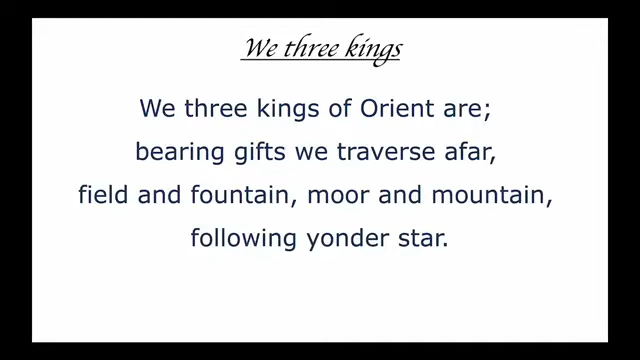 We three kings
We three kings of Orient are;
bearing gifts we traverse afar,
field and fountain, moor and mountain,
following yonder star.